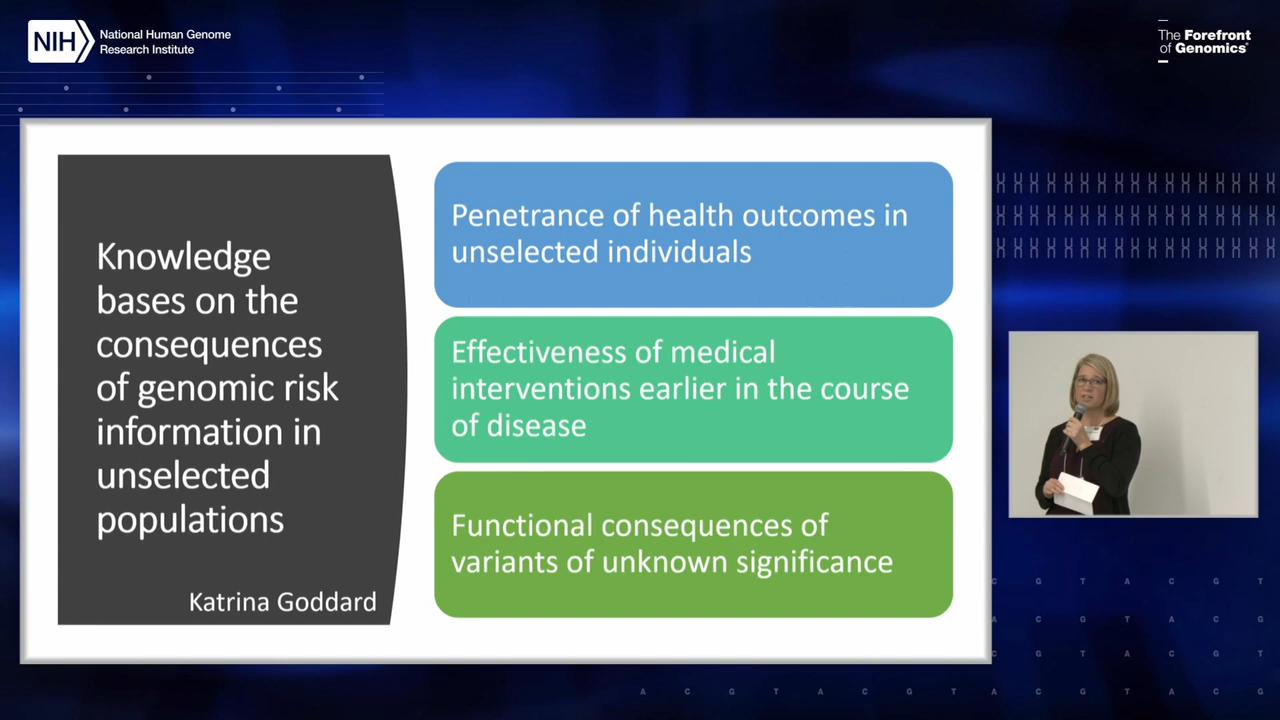 NIH
National Human Genome
Research Institute
The Forefront
of Genomics®
Knowledge
bases on the
consequences
of genomic risk
information in
unselected
populations
Katrina Goddard
Penetrance of health outcomes in
unselected individuals
Effectiveness of medical
interventions earlier in the course
of disease
Functional consequences of
variants of unknown significance
C G T A C G T
A C G T A C G
C G T A C G T
A C G T A C G T A C G T A C G